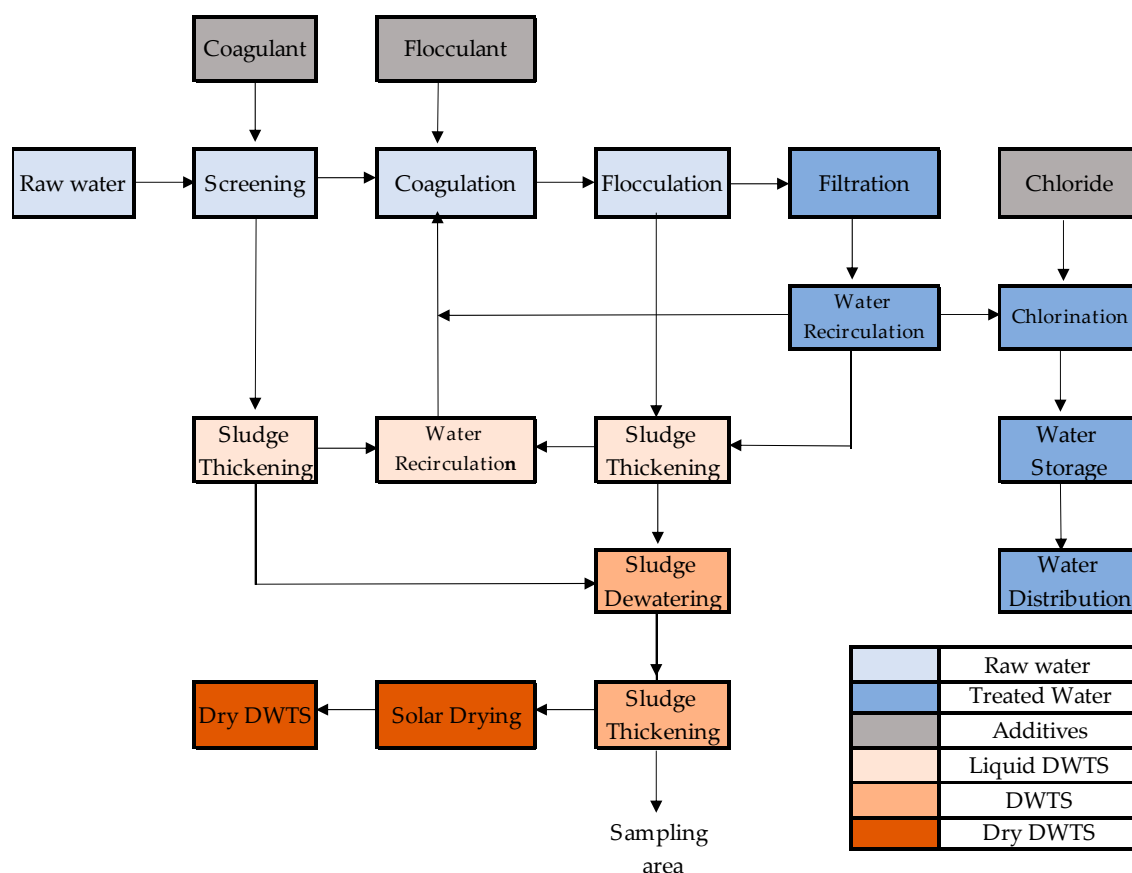 Coagulant
Flocculant
Raw water
Screening
Coagulation
Flocculation
Filtration
Chloride
Water
Recirculation
Chlorination
Sludge
Thickening
Water
Recirculation
Sludge
Thickening
Water
Storage
Sludge
Dewatering
Water
Distribution
Dry DWTS
Solar Drying
Sludge
Thickening
Sampling
area
Raw water
Treated Water
Additives
Liquid DWTS
DWTS
Dry DWTS